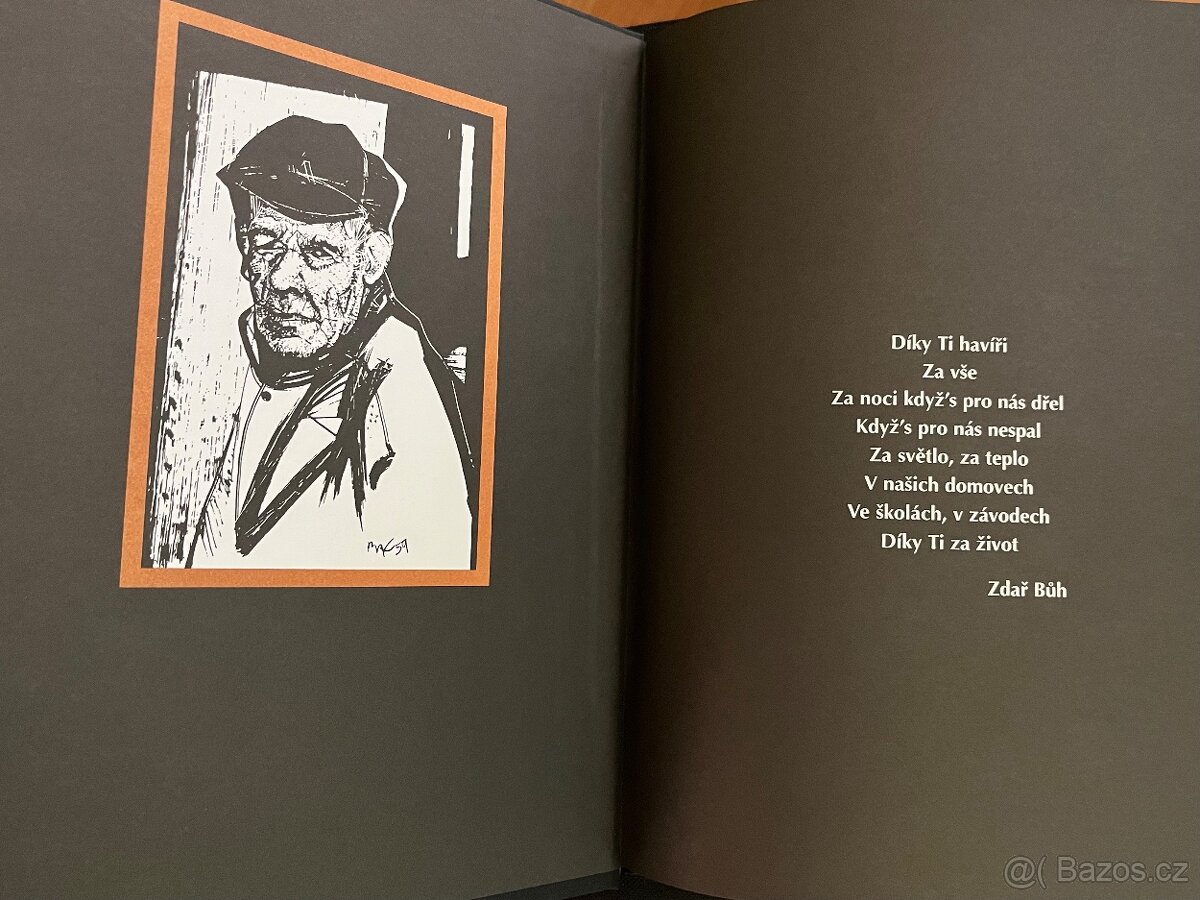 Díky Ti havíři
Za vše
Za noci když's pro nás dřel
Když's pro nás nespal
Za světlo, za teplo
V našich domovech
Ve školách, v závodech
Díky Ti za život
Zdař Bůh
@( Bazos.cz